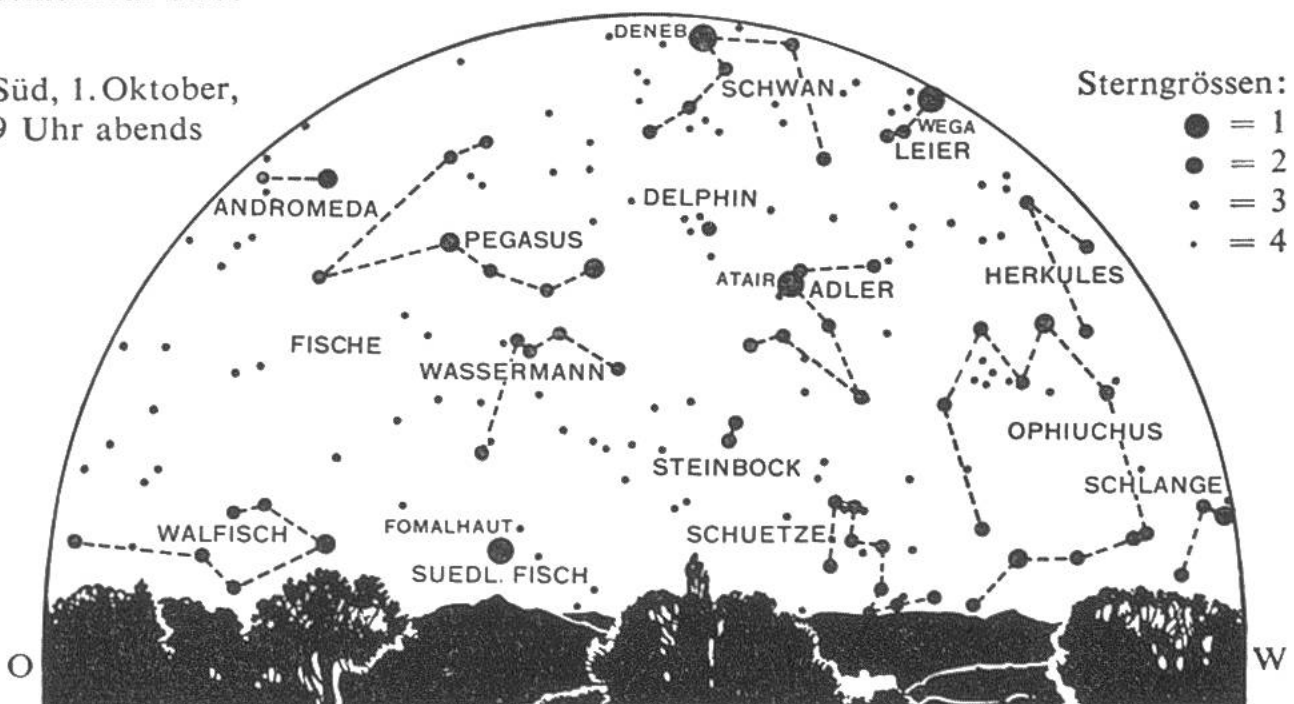 Süd, 1. Oktober,
9 Uhr abends
Sterngrössen:
= 1
= 2
= 3
= 4
DENEB
SCHWAN
WEGA
LEIER
ANDROMEDA
DELPHIN
PEGASUS
ATAIR
ADLER
HERKULES
FISCHE
WASSERMANN
OPHIUCHUS
STEINBOCK
SCHLANGE
WALFISCH
FOMALHAUT
SCHUETZE
SUEDL. FISCH
O
W